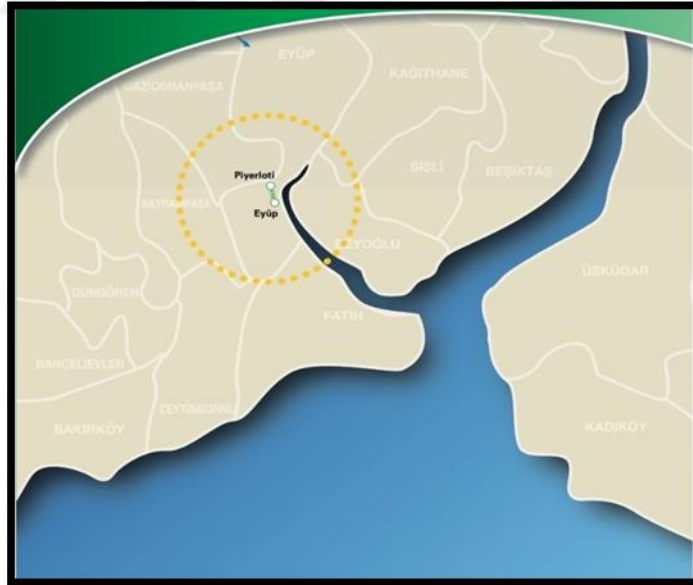 EYÜP
KAĞITHANE
GAZİOSMANPAŞA
ŞİŞLİ
BEŞİKTAŞ
Piyerloti
BAYRAMPAŞA
Eyüp
BEYOĞLU
ÜSKÜDAR
GÜNGÖREN
FATİH
BAHÇELİEVLER
ZEYTİNBURNU
BAKIRKÖY
KADIKÖY